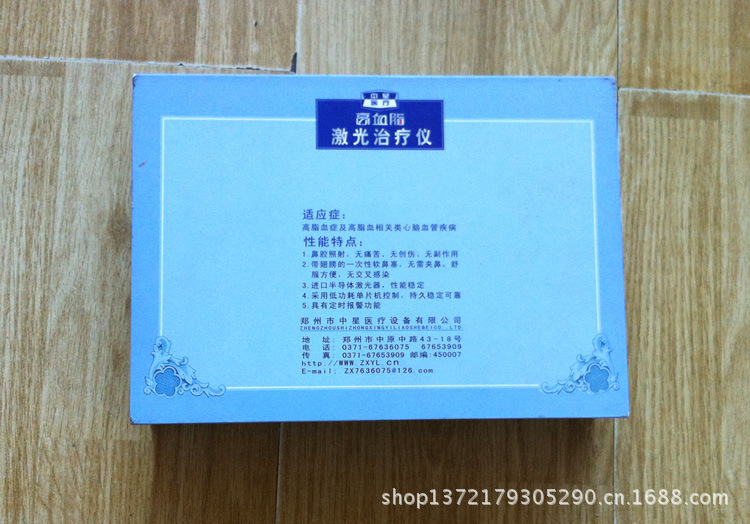 中星
医疗
高血脂
激光治疗仪
适应症：
高脂血症及高脂血相关类心脑血管疾病
性能特点：
1.鼻腔照射，无痛苦、无创伤、无副作用
2.带翅膀的一次性软鼻塞，无需夹鼻，舒
服方便，无交叉感染
3.进口半导体激光器，性能稳定
4.采用低功耗单片机控制，持久稳定可靠
5.具有定时报警功能
郑州市中星医疗设备有限公司
ZHENGZHOUSHIZHONGXINGYILIAOSHEBEICO.LTD
地 址：郑州市中原中路43-18号
电 话：0371-67636075 67653909
传 真：0371-67653909 邮编:450007
http://WWW.ZXYL.cn
E-mail: ZX7636075@126.com
shop1372179305290.cn.1688.com